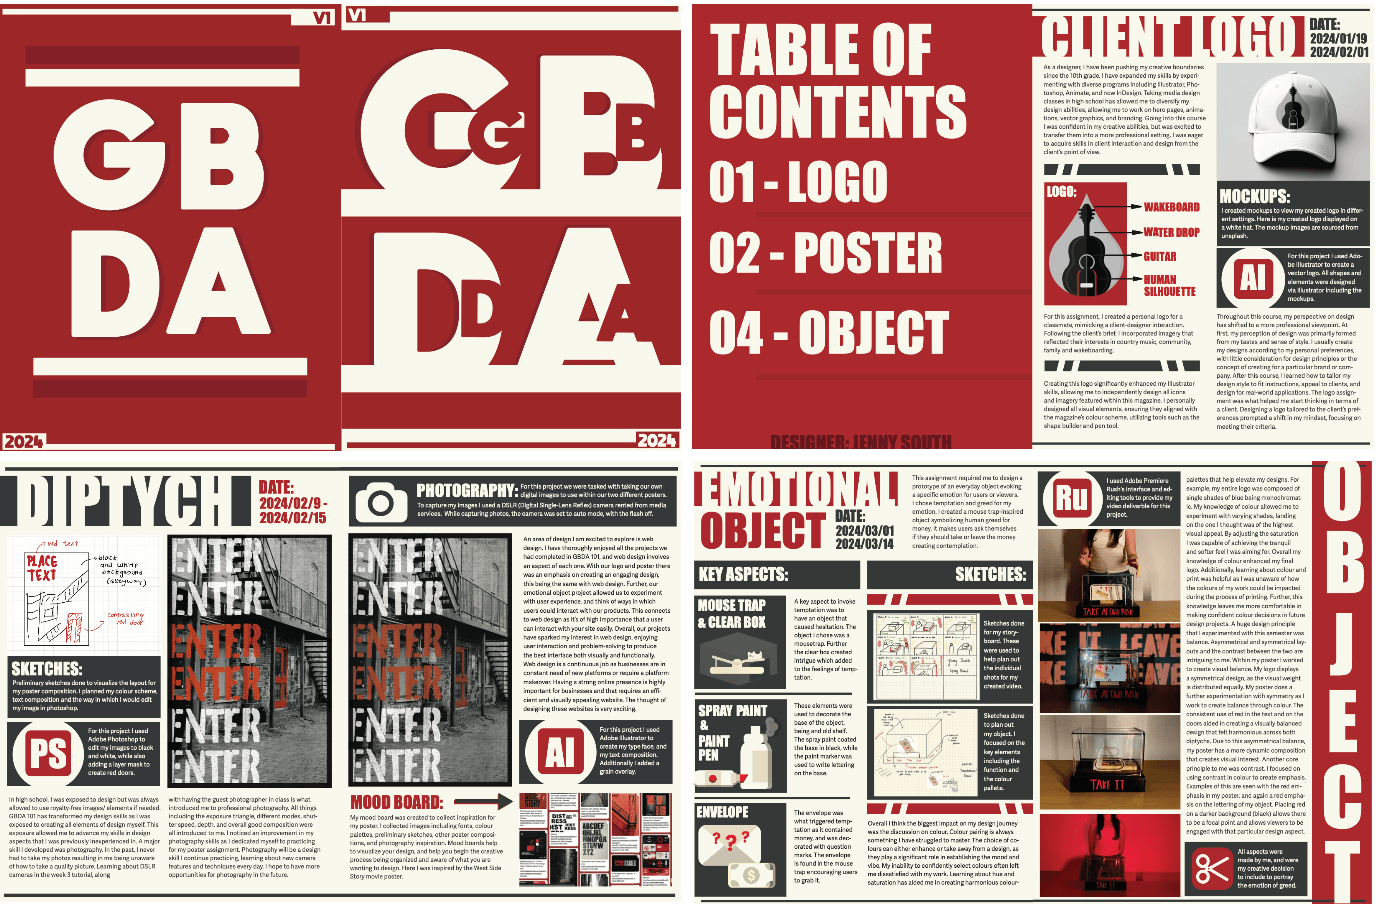 V1
GB
DA
2024
V1
G G B B
D D A A
2024
TABLE OF
CONTENTS
01 - LOGO
02 - POSTER
04 - OBJECT
DESIGNER: JENNY SOUTH
CLIENT LOGO
DATE:
2024/01/19
2024/02/01
As a designer, I have been pushing my creative boundaries
since the 10th grade. I have expanded my skills by experi-
menting with diverse programs including Illustrator, Pho-
toshop, Animate, and now InDesign. Taking media design
classes in high school has allowed me to diversify my
design abilities, allowing me to work on hero pages, anima-
tions, vector graphics, and branding. Going into this course
I was confident in my creative abilities, but was excited to
transfer them into a more professional setting. I was eager
to acquire skills in client interaction and design from the
client's point of view.
LOGO:
WAKEBOARD
WATER DROP
GUITAR
HUMAN
SILHOUETTE
For this assignment, I created a personal logo for a
classmate, mimicking a client-designer interaction.
Following the client's brief, I incorporated imagery that
reflected their interests in country music, community,
family and wakeboarding.
Creating this logo significantly enhanced my Illustrator
skills, allowing me to independently design all icons
and imagery featured within this magazine. I personally
designed all visual elements, ensuring they aligned with
the magazine's colour scheme, utilizing tools such as the
shape builder and pen tool.
MOCKUPS:
I created mockups to view my created logo in differ-
ent settings. Here is my created logo displayed on
a white hat. The mockup images are sourced from
unsplash.
AI
For this project I used Ado-
be Illustrator to create a
vector logo. All shapes and
elements were designed
via Illustrator including the
mockups.
Throughout this course, my perspective on design
has shifted to a more professional viewpoint. At
first, my perception of design was primarily formed
from my tastes and sense of style. I usually create
my designs according to my personal preferences,
with little consideration for design principles or the
concept of creating for a particular brand or com-
pany. After this course, I learned how to tailor my
design style to fit instructions, appeal to clients, and
design for real-world applications. The logo assign-
ment was what helped me start thinking in terms of
a client. Designing a logo tailored to the client's pref-
erences prompted a shift in my mindset, focusing on
meeting their criteria.
DIPTYCH
DATE:
2024/02/9 -
2024/02/15
red text
PLACE
TEXT
black
and white
background
(alleyway)
contrasting
red door
SKETCHES:
Preliminary sketches done to visualize the layout for
my poster composition. I planned my colour scheme,
text composition and the way in which I would edit
my image in photoshop.
PS
For this project I used
Adobe Photoshop to
edit my images to black
and white, while also
adding a layer mask to
create red doors.
ENTER
ENTER
ENTER
ENTER
ENTER
ENTER
In high school, I was exposed to design but was always
allowed to use royalty-free images/ elements if needed.
GBDA 101 has transformed my design skills as I was
exposed to creating all elements of design myself. This
exposure allowed me to advance my skills in design
aspects that I was previously inexperienced in. A major
skill I developed was photography. In the past, I never
had to take my photos resulting in me being unaware
of how to take a quality picture. Learning about DSLR
cameras in the week 3 tutorial, along
with having the guest photographer in class is what
introduced me to professional photography. All things
including the exposure triangle, different modes, shut-
ter speed, depth, and overall good composition were
all introduced to me. I noticed an improvement in my
photography skills as I dedicated myself to practicing
for my poster assignment. Photography will be a design
skill I continue practicing, learning about new camera
features and techniques every day. I hope to have more
opportunities for photography in the future.
PHOTOGRAPHY:
For this project we were tasked with taking our own
digital images to use within our two different posters.
To capture my images I used a DSLR (Digital Single-Lens Reflex) camera rented from media
services. While capturing photos, the camera was set to auto mode, with the flash off.
ENTER
ENTER
ENTER
ENTER
ENTER
ENTER
An area of design I am excited to explore is web
design. I have thoroughly enjoyed all the projects we
had completed in GBDA 101, and web design involves
an aspect of each one. With our logo and poster there
was an emphasis on creating an engaging design,
this being the same with web design. Further, our
emotional object project allowed us to experiment
with user experience, and think of ways in which
users could interact with our products. This connects
to web design as it's of high importance that a user
can interact with your site easily. Overall, our projects
have sparked my interest in web design, enjoying
user interaction and problem-solving to produce
the best interface both visually and functionally.
Web design is a continuous job as businesses are in
constant need of new platforms or require a platform
makeover. Having a strong online presence is highly
important for businesses and that requires an effi-
cient and visually appealing website. The thought of
designing these websites is very exciting.
AI
For this project I used
Adobe Illustrator to
create my type face, and
my text composition.
Additionally I added a
grain overlay.
MOOD BOARD:
My mood board was created to collect inspiration for
my poster. I collected images including fonts, colour
palettes, preliminary sketches, other poster composi-
tions, and photography inspiration. Mood boards help
to visualize your design, and help you begin the creative
process being organized and aware of what you are
wanting to design. Here I was inspired by the West Side
Story movie poster.
EMOTIONAL
OBJECT
DATE:
2024/03/01
2024/03/14
This assignment required me to design a
prototype of an everyday object evoking
a specific emotion for users or viewers.
I chose temptation and greed for my
emotion. I created a mouse trap-inspired
object symbolizing human greed for
money. It makes users ask themselves
if they should take or leave the money
creating contemplation.
KEY ASPECTS:
MOUSE TRAP
& CLEAR BOX
A key aspect to invoke
temptation was to
have an object that
caused hesitation. The
object I chose was a
mousetrap. Further
the clear box created
intrigue which added
to the feelings of temp-
tation.
SPRAY PAINT
&
PAINT
PEN
These elements were
used to decorate the
base of the object,
being and old shelf.
The spray paint coated
the base in black, while
the paint marker was
used to write lettering
on the base.
ENVELOPE
???
$
The envelope was
what triggered temp-
tation as it contained
money, and was deco-
rated with question
marks. The envelope
is found in the mouse
trap encouraging users
to grab it.
SKETCHES:
Sketches done
for my story-
board. These
were used to
help plan out
the individual
shots for my
created video.
Sketches done
to plan out
my object. I
focused on the
key elements
including the
function and
the colour
pallete.
Overall I think the biggest impact on my design journey
was the discussion on colour. Colour pairing is always
something I have struggled to master. The choice of co-
lours can either enhance or take away from a design, as
they play a significant role in establishing the mood and
vibe. My inability to confidently select colours often left
me dissatisfied with my work. Learning about hue and
saturation has aided me in creating harmonious colour-
Ru
I used Adobe Premiere
Rush's interface and ed-
iting tools to provide my
video delivarble for this
project.
TAKE AT OWN RISK
TAKE IT LEAVE
TAKE IT
TAKE IT
palettes that help elevate my designs. For
example, my entire logo was composed of
single shades of blue being monochromat-
ic. My knowledge of colour allowed me to
experiment with varying shades, landing
on the one I thought was of the highest
visual appeal. By adjusting the saturation
I was capable of achieving the tranquil
and softer feel I was aiming for. Overall my
knowledge of colour enhanced my final
logo. Additionally, learning about colour and
print was helpful as I was unaware of how
the colours of my work could be impacted
during the process of printing. Further, this
knowledge leaves me more comfortable in
making confident colour decisions in future
design projects. A huge design principle
that I experimented with this semester was
balance. Asymmetrical and symmetrical lay-
outs and the contrast between the two are
intriguing to me. Within my poster I worked
to create visual balance. My logo displays
a symmetrical design, as the visual weight
is distributed equally. My poster does a
further experimentation with symmetry as I
work to create balance through colour. The
consistent use of red in the text and on the
doors aided in creating a visually balanced
design that felt harmonious across both
diptychs. Due to this asymmetrical balance,
my poster has a more dynamic composition
that creates visual interest. Another core
principle to me was contrast. I focused on
using contrast in colour to create emphasis.
Examples of this are seen with the red em-
phasis on the door, and again a red empha-
sis on the lettering of my object. Placing red
on a darker background (black) allows there
to be a focal point and allows viewers to be
engaged with that particular design aspect.
All aspects were
made by me, and were
my creative decision
to include to portray
the emotion of greed.
OBJECT